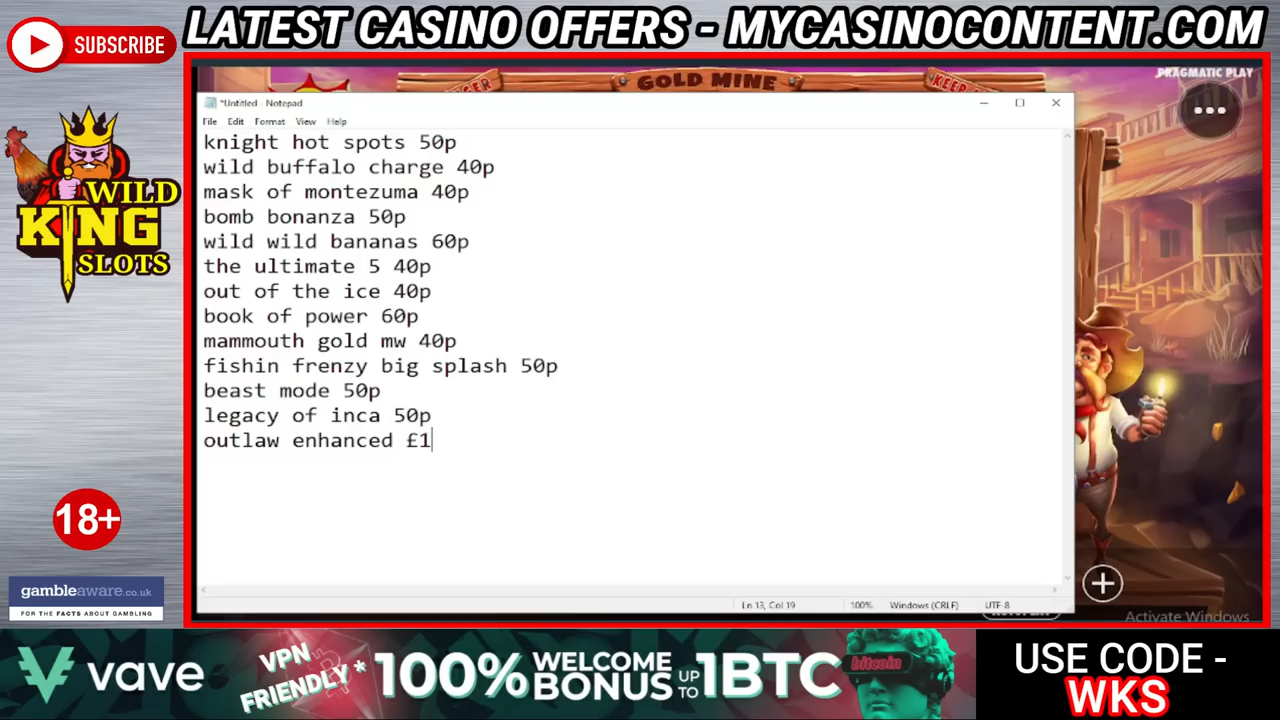 SUBSCRIBE
LATEST CASINO OFFERS - MYCASINOCONTENT.COM
GOLD MINE
PRAGMATIC PLAY
*Untitled - Notepad
File Edit Format View Help
knight hot spots 50p
wild buffalo charge 40p
mask of montezuma 40p
bomb bonanza 50p
wild wild bananas 60p
the ultimate 5 40p
out of the ice 40p
book of power 60p
mammouth gold mw 40p
fishin frenzy big splash 50p
beast mode 50p
legacy of inca 50p
outlaw enhanced £1
Ln 13, Col 19 100% Windows (CRLF) UTF-8
Activate Windows
WILD
KING
SLOTS
18+
gambleaware.co.uk
FOR THE FACTS ABOUT GAMBLING
vave
VPN
FRIENDLY *
100% WELCOME BONUS UP TO 1BTC
bitcoin
USE CODE -
WKS